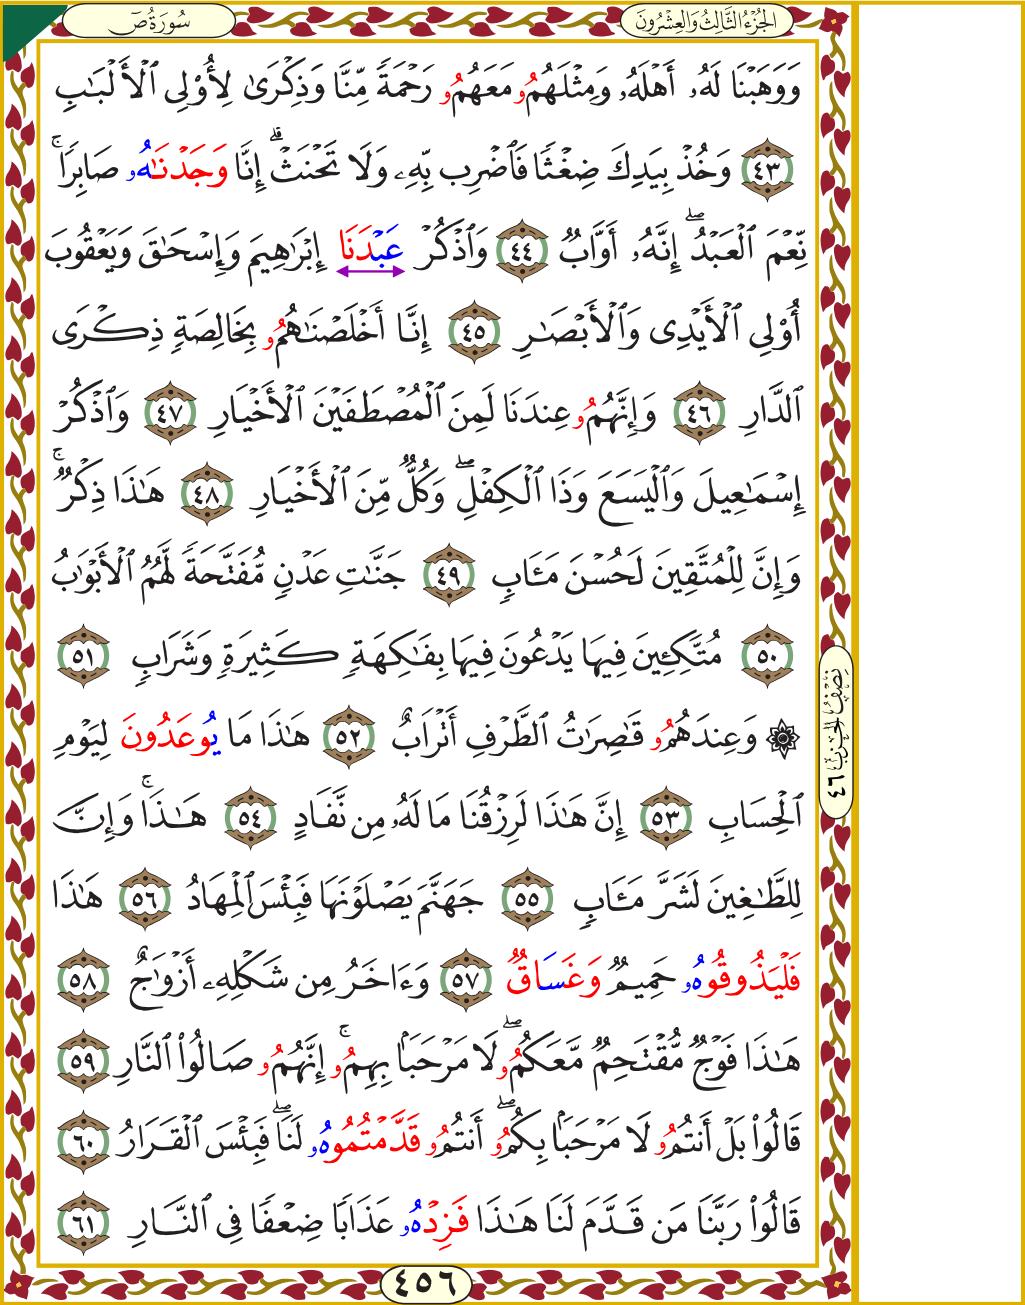 الجُزْءُ الثَّالِثُ وَالعِشْرُونَ
سُورَةُ صٓ
وَوَهَبۡنَا لَهُۥٓ أَهۡلَهُۥ وَمِثۡلَهُمُۥ مَعَهُمُۥ رَحۡمَةٗ مِّنَّا وَذِكۡرَىٰ لِأُوْلِي ٱلۡأَلۡبَٰبِ
٤٣ وَخُذۡ بِيَدِكَ ضِغۡثٗا فَٱضۡرِب بِّهِۦ وَلَا تَحۡنَثۡۗ إِنَّا وَجَدۡنَٰهُۥ صَابِرٗاۚ
نِّعۡمَ ٱلۡعَبۡدُ إِنَّهُۥٓ أَوَّابٞ ٤٤ وَٱذۡكُرۡ عَبۡدَنَآ إِبۡرَٰهِيمَ وَإِسۡحَٰقَ وَيَعۡقُوبَ
أُوْلِي ٱلۡأَيۡدِي وَٱلۡأَبۡصَٰرِ ٤٥ إِنَّآ أَخۡلَصۡنَٰهُمُۥ بِخَالِصَةٖ ذِكۡرَى
ٱلدَّارِ ٤٦ وَإِنَّهُمُۥ عِندَنَا لَمِنَ ٱلۡمُصۡطَفَيۡنَ ٱلۡأَخۡيَارِ ٤٧ وَٱذۡكُرۡ
إِسۡمَٰعِيلَ وَٱلۡيَسَعَ وَذَا ٱلۡكِفۡلِۖ وَكُلّٞ مِّنَ ٱلۡأَخۡيَارِ ٤٨ هَٰذَا ذِكۡرٞۚ
وَإِنَّ لِلۡمُتَّقِينَ لَحُسۡنَ مَـَٔابٖ ٤٩ جَنَّٰتِ عَدۡنٖ مُّفَتَّحَةٗ لَّهُمُ ٱلۡأَبۡوَٰبُ
٥٠ مُتَّكِـِٔينَ فِيهَا يَدۡعُونَ فِيهَا بِفَٰكِهَةٖ كَثِيرَةٖ وَشَرَابٖ ٥١
۞ وَعِندَهُمُۥ قَٰصِرَٰتُ ٱلطَّرۡفِ أَتۡرَابٌ ٥٢ هَٰذَا مَا يُوعَدُونَ لِيَوۡمِ
ٱلۡحِسَابِ ٥٣ إِنَّ هَٰذَا لَرِزۡقُنَا مَا لَهُۥ مِن نَّفَادٍ ٥٤ هَٰذَاۚ وَإِنَّ
لِلطَّٰغِينَ لَشَرَّ مَـَٔابٖ ٥٥ جَهَنَّمَ يَصۡلَوۡنَهَا فَبِئۡسَ ٱلۡمِهَادُ ٥٦ هَٰذَا
فَلۡيَذُوقُوهُۥ حَمِيمٞ وَغَسَاقٞ ٥٧ وَءَاخَرُ مِن شَكۡلِهِۦٓ أَزۡوَٰجٌ ٥٨
هَٰذَا فَوۡجٞ مُّقۡتَحِمٞ مَّعَكُمُۥۖ لَا مَرۡحَبَۢا بِهِمُۥٓۚ إِنَّهُمُۥ صَالُواْ ٱلنَّارِ ٥٩
قَالُواْ بَلۡ أَنتُمُۥ لَا مَرۡحَبَۢا بِكُمُۥٓۖ أَنتُمُۥ قَدَّمۡتُمُوهُۥ لَنَاۖ فَبِئۡسَ ٱلۡقَرَارُ ٦٠
قَالُواْ رَبَّنَا مَن قَدَّمَ لَنَا هَٰذَا فَزِدۡهُۥ عَذَابٗا ضِعۡفٗا فِي ٱلنَّارِ ٦١
نِصْفُ الحِزْبِ ٤٦
٤٥٦